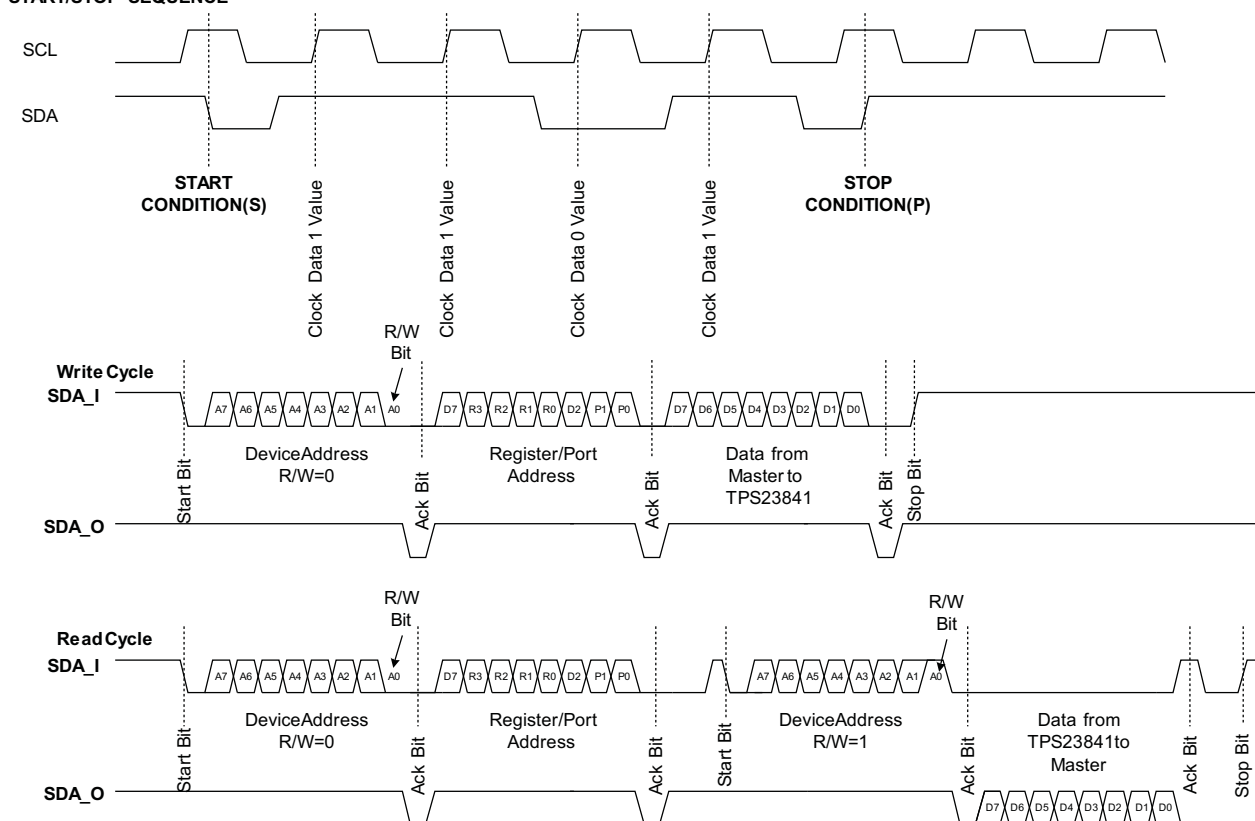 START/STOP SEQUENCE
SCL
SDA
START
CONDITION(S)
STOP
CONDITION(P)
Clock Data 1 Value
Clock Data 1 Value
Clock Data 0 Value
Clock Data 1 Value
R/W
Bit
Write Cycle
SDA_I
A7 A6 A5 A4 A3 A2 A1 A0 D7 R3 R2 R1 R0 D2 P1 P0 D7 D6 D5 D4 D3 D2 D1 D0
Start Bit
DeviceAddress
R/W=0
Ack Bit
Register/Port
Address
Ack Bit
Data from
Master to
TPS23841
Ack Bit
Stop Bit
SDA_O
R/W
Bit
R/W
Bit
Read Cycle
SDA_I
A7 A6 A5 A4 A3 A2 A1 A0 D7 R3 R2 R1 R0 D2 P1 P0 A7 A6 A5 A4 A3 A2 A1 A0
Start Bit
DeviceAddress
R/W=0
Ack Bit
Register/Port
Address
Ack Bit
Start Bit
DeviceAddress
R/W=1
Ack Bit
Data from
TPS23841to
Master
Ack Bit
Stop Bit
SDA_O
D7 D6 D5 D4 D3 D2 D1 D0